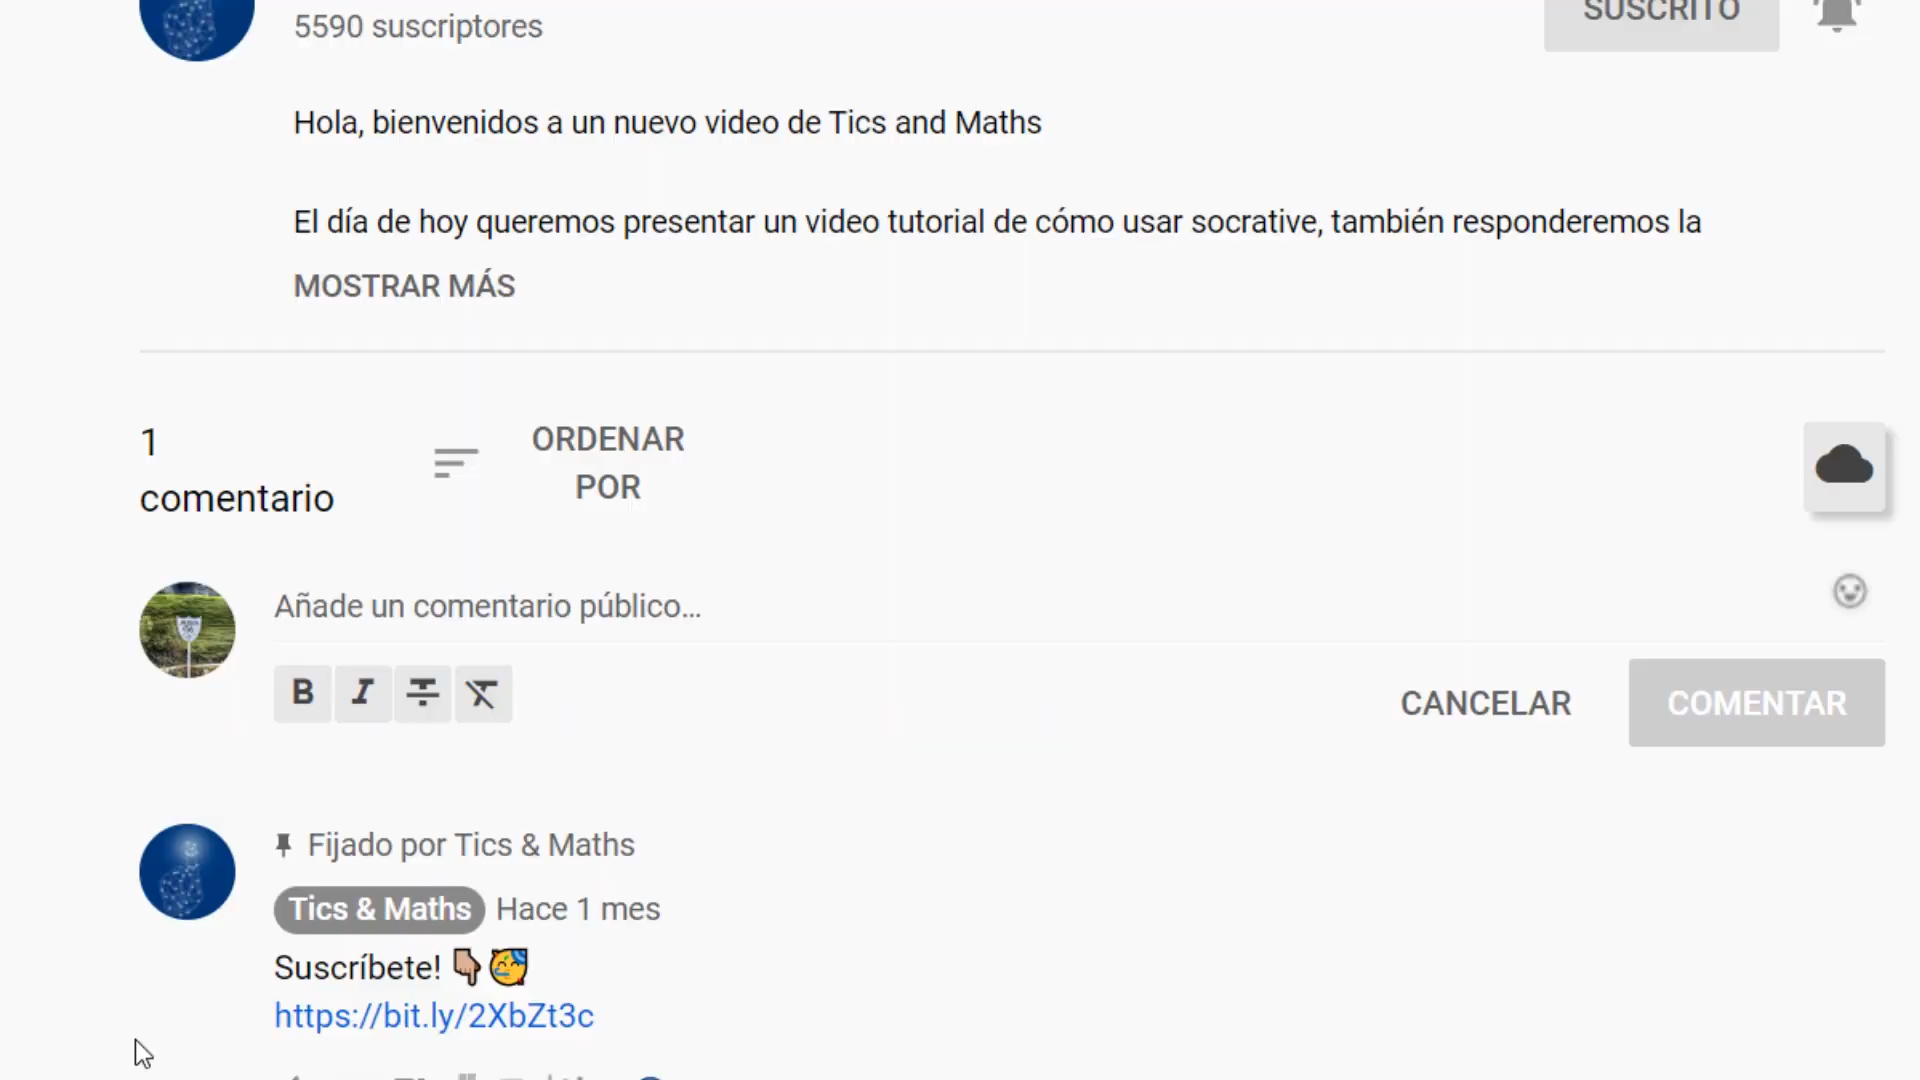 5590 suscriptores
SUSCRITO
Hola, bienvenidos a un nuevo video de Tics and Maths
El día de hoy queremos presentar un video tutorial de cómo usar socrative, también responderemos la
MOSTRAR MÁS
1
comentario
ORDENAR
POR
Añade un comentario público...
B I T T
CANCELAR
COMENTAR
Fijado por Tics & Maths
Tics & Maths Hace 1 mes
Suscríbete! 👇🏽🥳
https://bit.ly/2XbZt3c